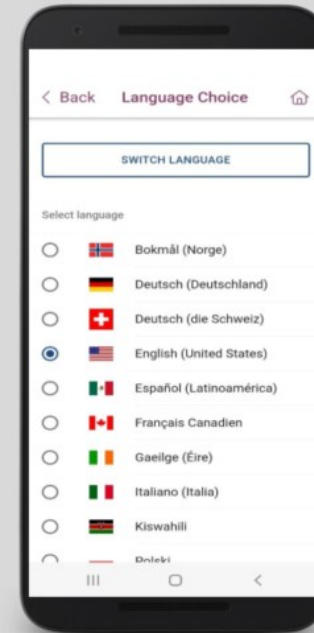 Back Language Choice
SWITCH LANGUAGE
Select language
Bokmål (Norge)
Deutsch (Deutschland)
Deutsch (die Schweiz)
English (United States)
Español (Latinoamérica)
Français Canadien
Gaeilge (Éire)
Italiano (Italia)
Kiswahili
Polski